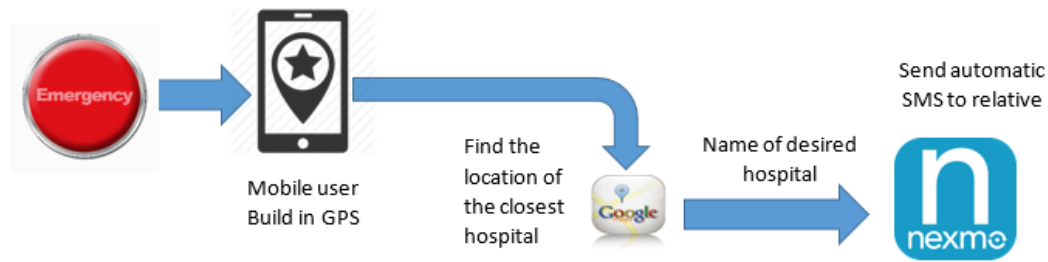 Emergency
Mobile user
Build in GPS
Find the
location of
the closest
hospital
Google
Name of desired
hospital
Send automatic
SMS to relative
n
nexmo